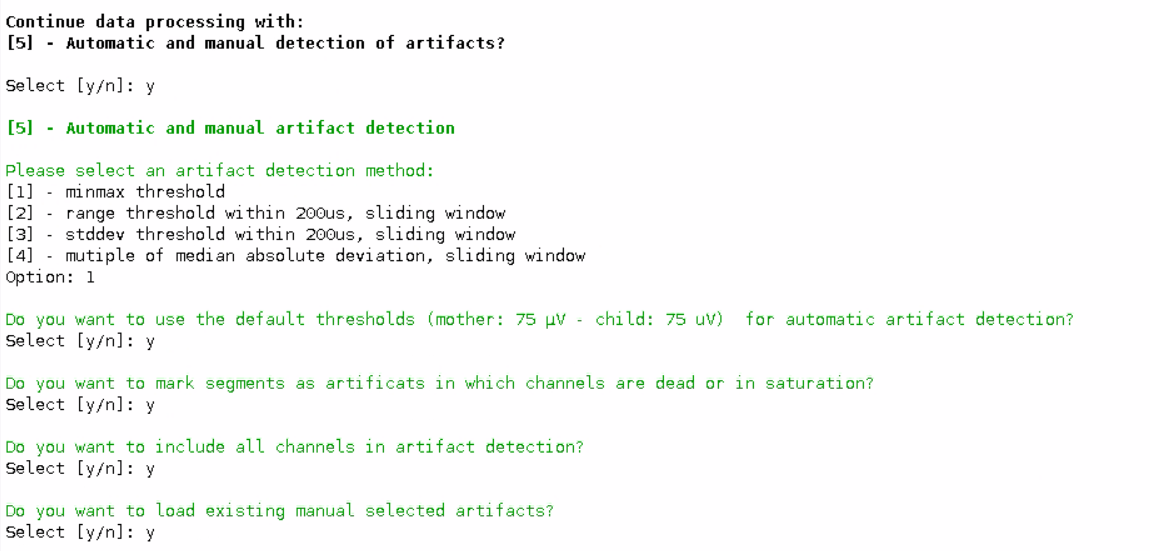 Continue data processing with:
[5] - Automatic and manual detection of artifacts?
Select [y/n]: y
[5] - Automatic and manual artifact detection
Please select an artifact detection method:
[1] - minmax threshold
[2] - range threshold within 200us, sliding window
[3] - stddev threshold within 200us, sliding window
[4] - mutiple of median absolute deviation, sliding window
Option: 1
Do you want to use the default thresholds (mother: 75 µV - child: 75 uV)  for automatic artifact detection?
Select [y/n]: y
Do you want to mark segments as artificats in which channels are dead or in saturation?
Select [y/n]: y
Do you want to include all channels in artifact detection?
Select [y/n]: y
Do you want to load existing manual selected artifacts?
Select [y/n]: y